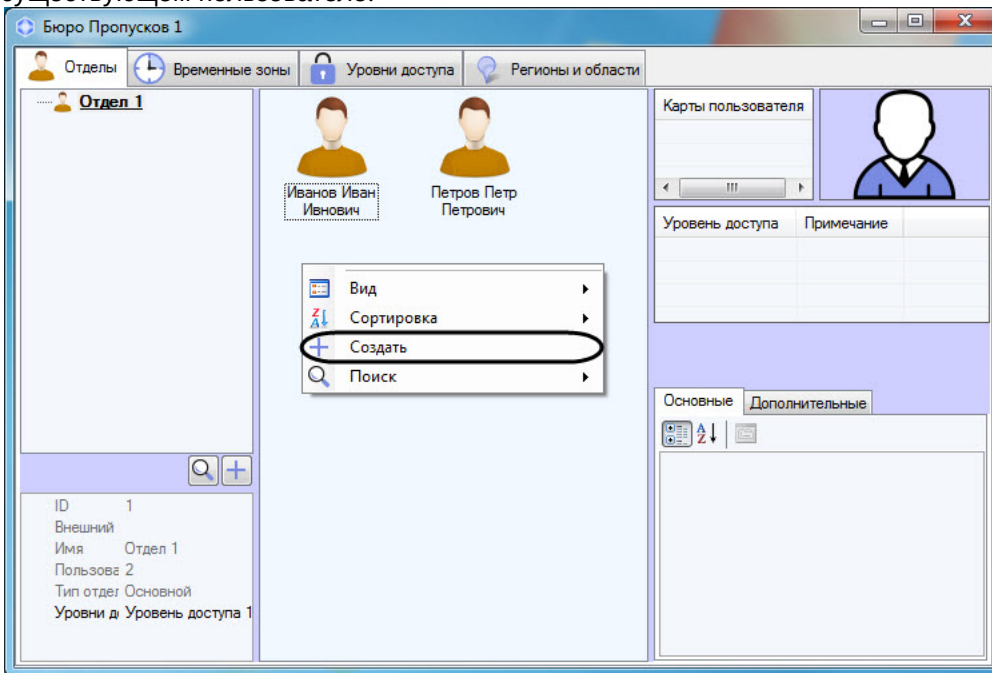 существующем пользователе.
Бюро Пропусков 1
Отделы
Временные зоны
Уровни доступа
Регионы и области
Отдел 1
Иванов Иван
Ивнович
Петров Петр
Петрович
Вид
Сортировка
Создать
Поиск
Карты пользователя
Уровень доступа Примечание
Основные Дополнительные
ID 1
Внешний
Имя Отдел 1
Пользова 2
Тип отдел Основной
Уровни д Уровень доступа 1